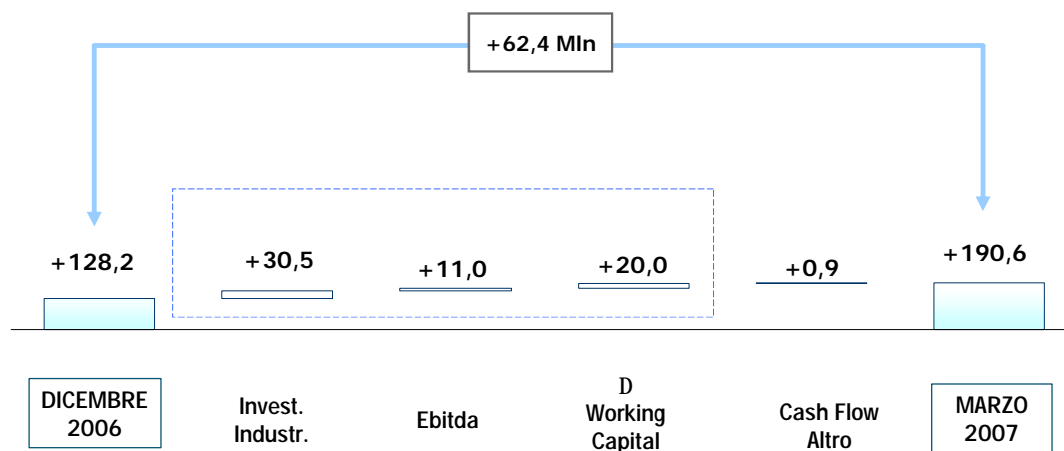 +62,4 Mln
+128,2
+30,5
+11,0
+20,0
+0,9
+190,6
DICEMBRE
2006
Invest.
Industr.
Ebitda
D
Working
Capital
Cash Flow
Altro
MARZO
2007